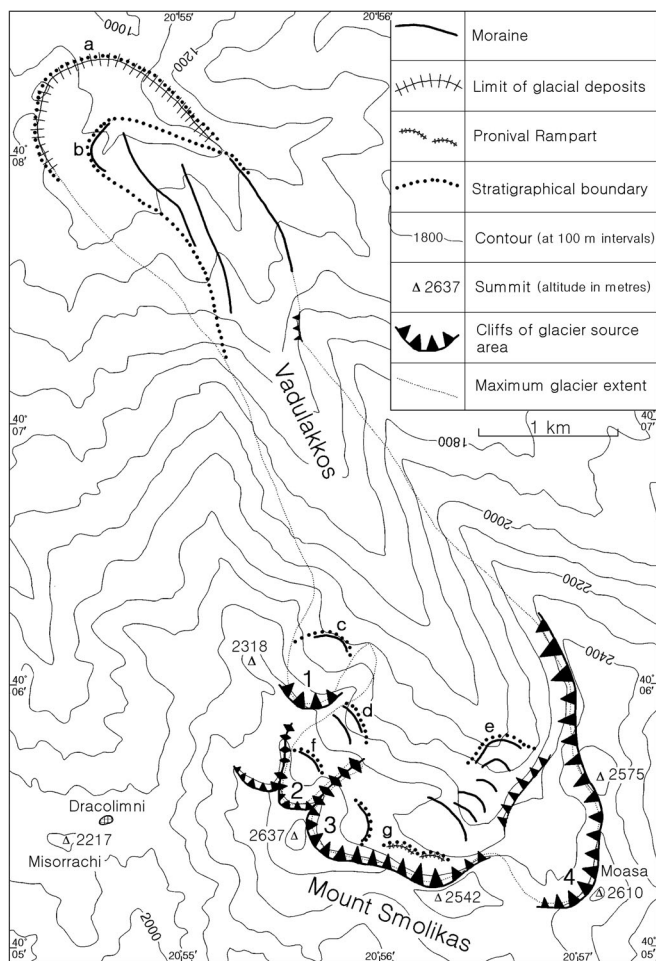 20°55′
20°56′
1000
1200
a
b
40°
08′
Moraine
Limit of glacial deposits
Pronival Rampart
Stratigraphical boundary
1800
Contour (at 100 m intervals)
Δ 2637
Summit (altitude in metres)
Cliffs of glacier source
area
Maximum glacier extent
1 km
40°
07′
40°
07′
Vadulakkos
1800
2000
2200
2400
2318
Δ
c
1
d
e
f
2
3
g
4
40°
06′
40°
06′
Δ 2575
Dracolimni
Δ 2217
Misorrachi
2637 Δ
Δ 2542
Moasa
Δ 2610
Mount Smolikas
2000
40°
05′
20°55′
20°56′
20°57′
40°
05′